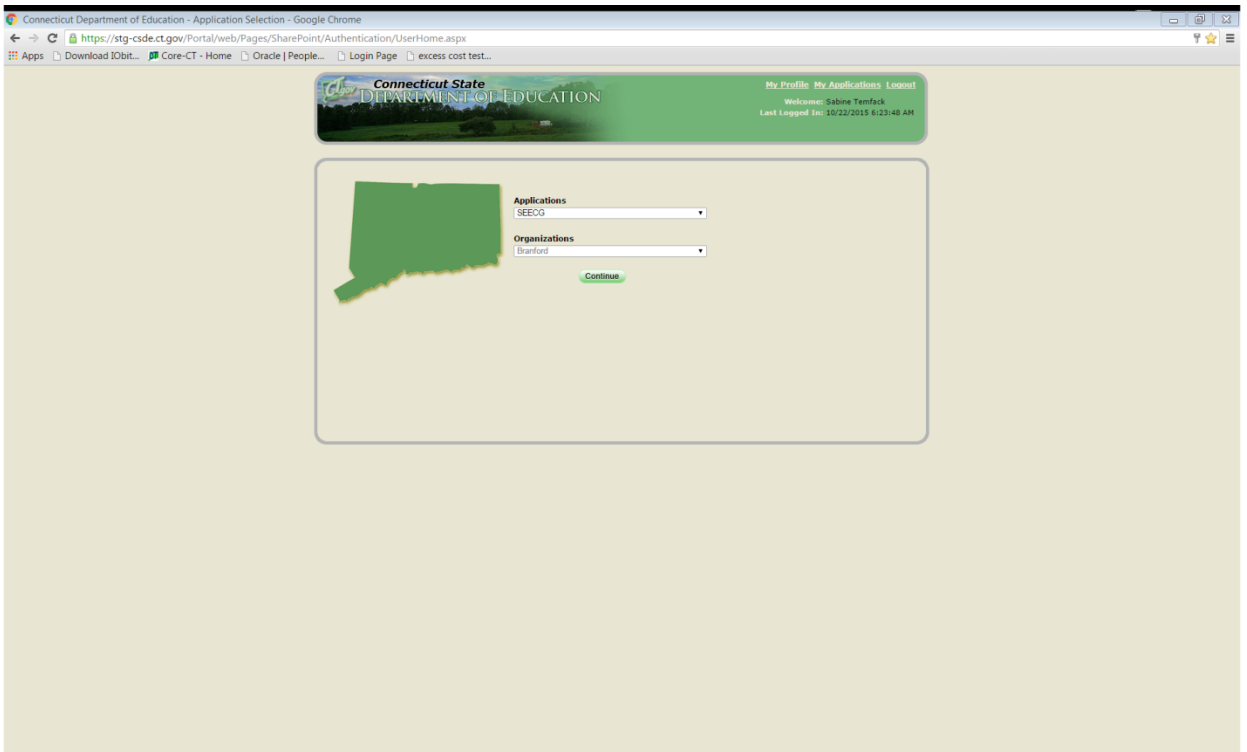 Connecticut Department of Education - Application Selection - Google Chrome
https://stg-csde.ct.gov/Portal/web/Pages/SharePoint/Authentication/UserHome.aspx
Apps Download IObit... Core-CT - Home Oracle | People... Login Page excess cost test...
CT.gov Connecticut State
DEPARTMENT OF EDUCATION
My Profile My Applications Logout
Welcome: Sabine Temfack
Last Logged In: 10/22/2015 6:23:48 AM
Applications
SEECG
Organizations
Branford
Continue